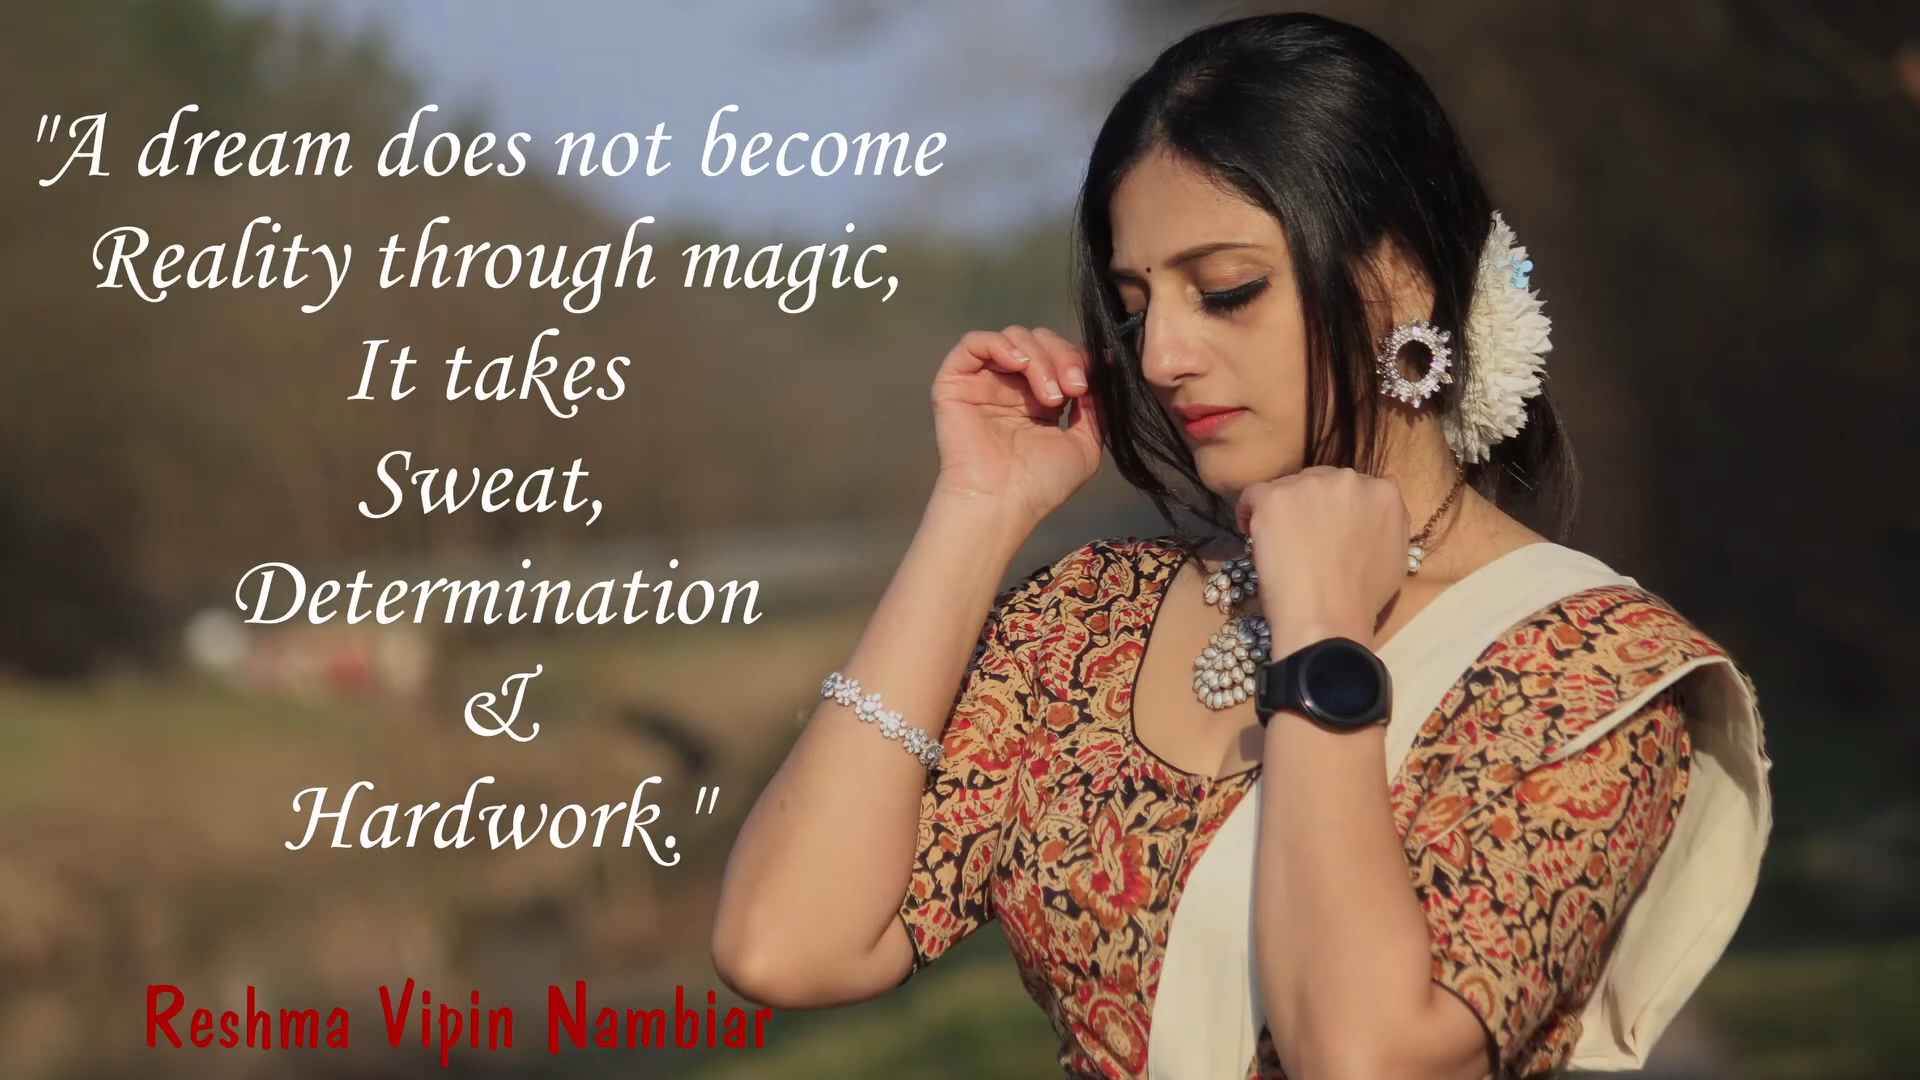 "A dream does not become
Reality through magic,
It takes
Sweat,
Determination
&
Hardwork."
Reshma Vipin Nambiar